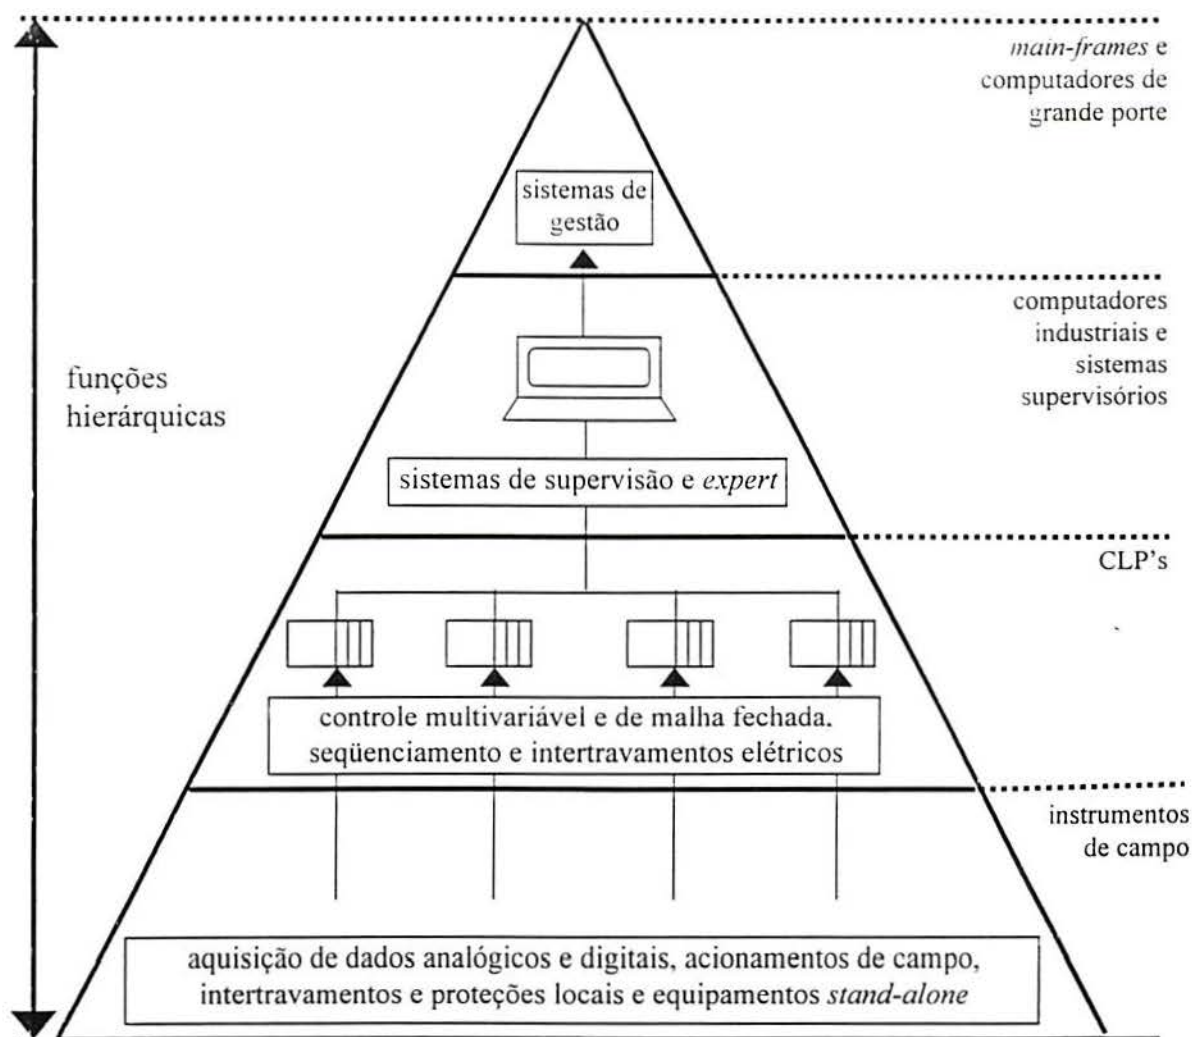 main-frames e
computadores de
grande porte
sistemas de
gestão
computadores
industriais e
sistemas
supervisórios
funções
hierárquicas
sistemas de supervisão e expert
CLP's
controle multivariável e de malha fechada.
seqüenciamento e intertravamentos elétricos
instrumentos
de campo
aquisição de dados analógicos e digitais, acionamentos de campo,
intertravamentos e proteções locais e equipamentos stand-alone